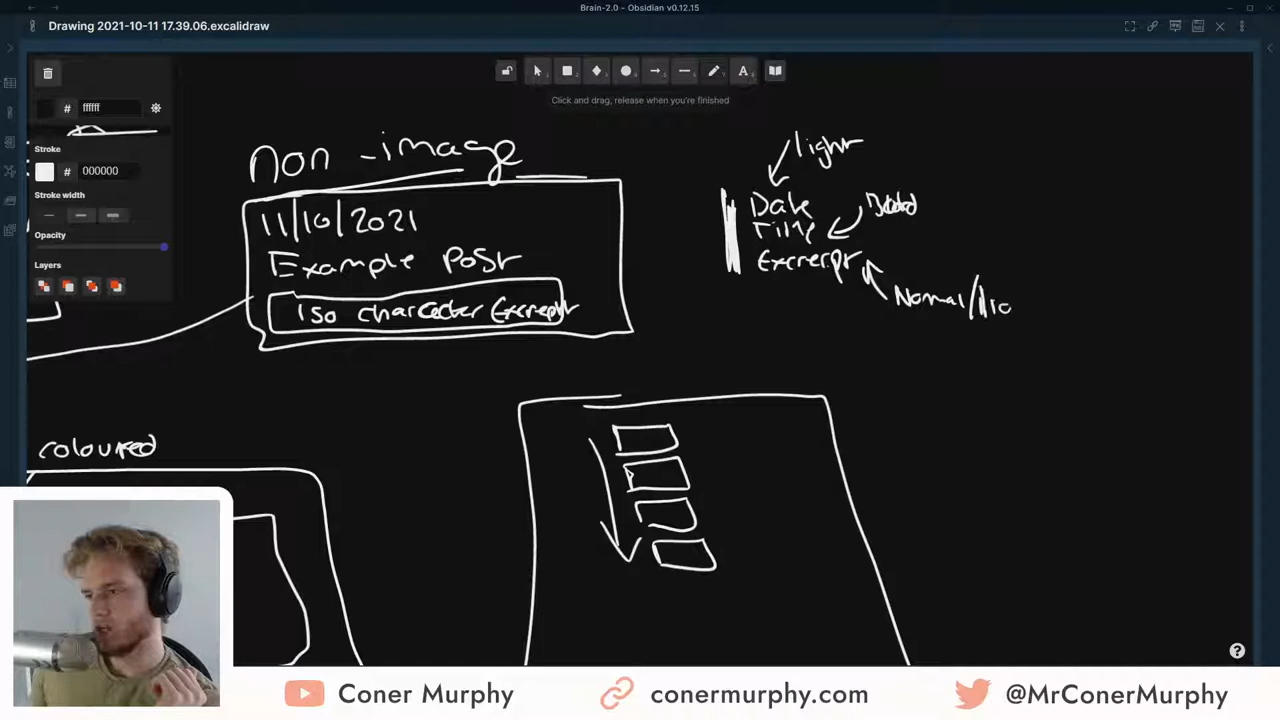 Brain-2.0 - Obsidian v0.12.15
Drawing 2021-10-11 17.39.06.excalidraw
# ffffff
Click and drag, release when you're finished
Stroke
# 000000
Stroke width
Opacity
Layers
non-image
11/10/2021
Example Post
150 character Excrept
light
Date
Title
Excrerpt
Normal/
coloured
Coner Murphy
conermurphy.com
@MrConerMurphy